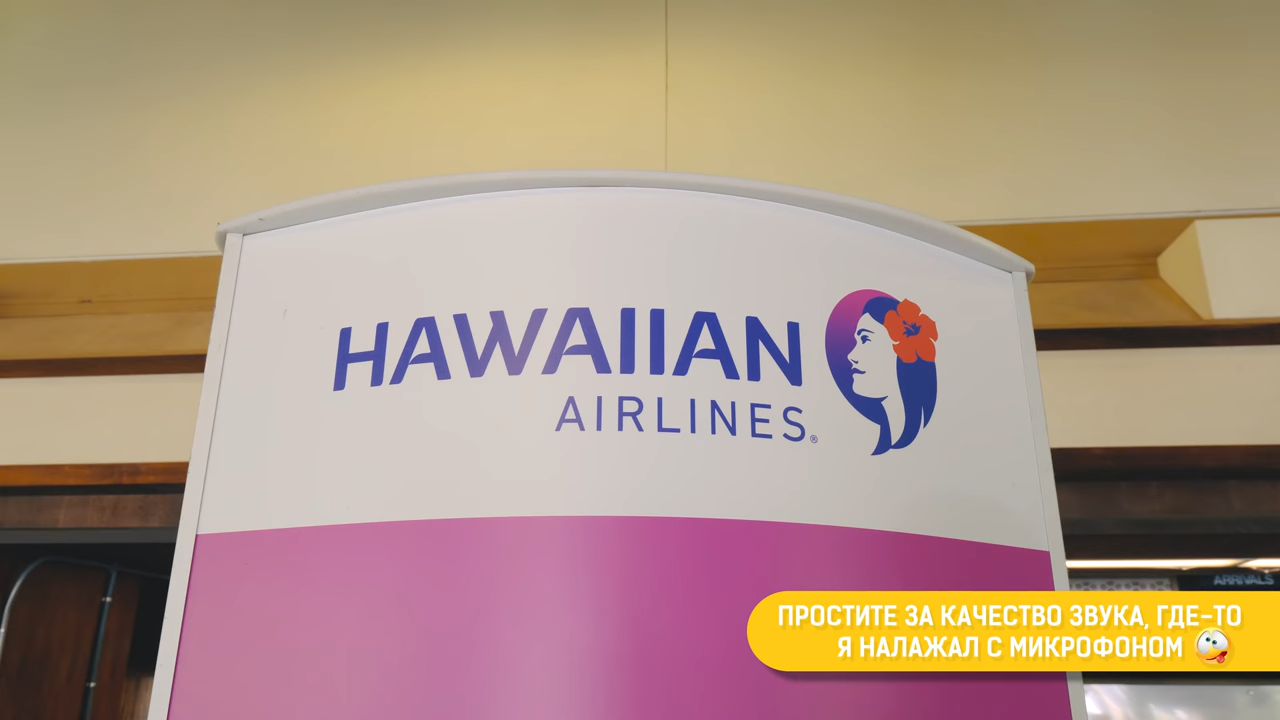 HAWAIIAN
AIRLINES®
ARRIVALS
ПРОСТИТЕ ЗА КАЧЕСТВО ЗВУКА, ГДЕ-ТО
Я НАЛАЖАЛ С МИКРОФОНОМ